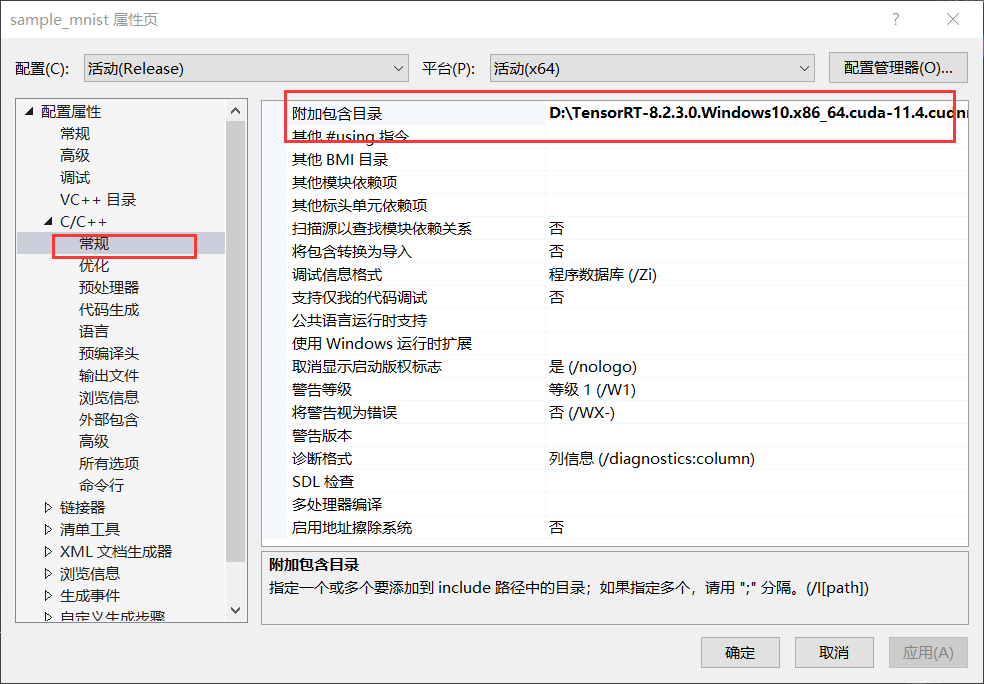 sample_mnist 属性页
配置(C): 活动(Release) 平台(P): 活动(x64) 配置管理器(O)...
配置属性
常规
高级
调试
VC++ 目录
C/C++
常规
优化
预处理器
代码生成
语言
预编译头
输出文件
浏览信息
外部包含
高级
所有选项
命令行
链接器
清单工具
XML 文档生成器
浏览信息
生成事件
自定义生成步骤
附加包含目录 D:\TensorRT-8.2.3.0.Windows10.x86_64.cuda-11.4.cudn
其他 #using 指令
其他 BMI 目录
其他模块依赖项
其他标头单元依赖项
扫描源以查找模块依赖关系 否
将包含转换为导入 否
调试信息格式 程序数据库 (/Zi)
支持仅我的代码调试 否
公共语言运行时支持
使用 Windows 运行时扩展
取消显示启动版权标志 是 (/nologo)
警告等级 等级 1 (/W1)
将警告视为错误 否 (/WX-)
警告版本
诊断格式 列信息 (/diagnostics:column)
SDL 检查
多处理器编译
启用地址擦除系统 否
附加包含目录
指定一个或多个要添加到 include 路径中的目录；如果指定多个，请用 ";" 分隔。(/I[path])
确定 取消 应用(A)